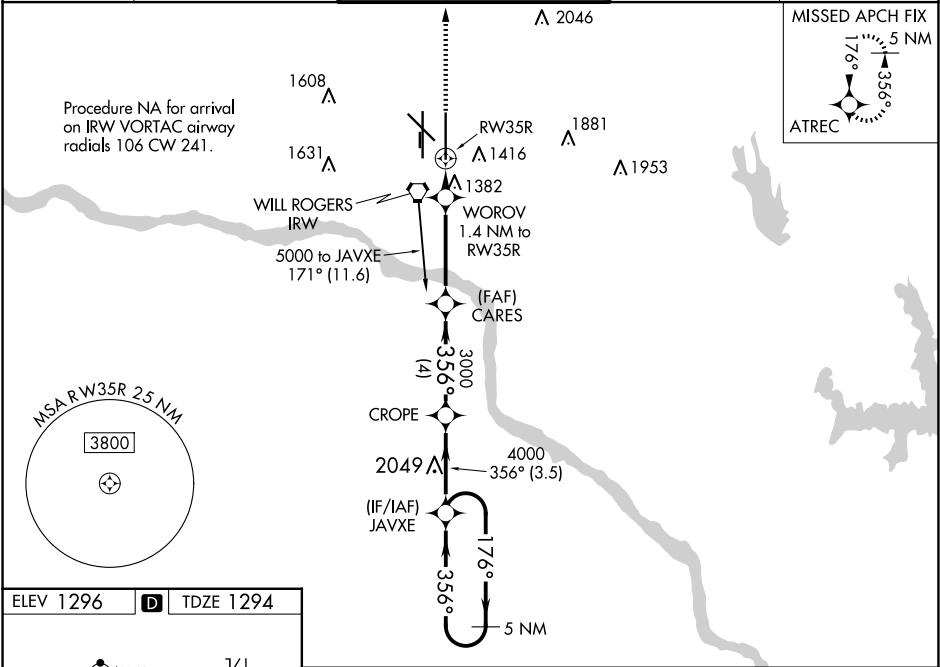 2046
MISSED APCH FIX
5 NM
176°
356°
ATREC
1608
Procedure NA for arrival
on IRW VORTAC airway
radials 106 CW 241.
RW35R
1881
1416
1631
1953
1382
WILL ROGERS
IRW
WOROV
1.4 NM to
RW35R
5000 to JAVXE
171° (11.6)
(FAF)
CARES
3000
356°
(4)
MSA RW35R 25 NM
3800
CROPE
2049
4000
356° (3.5)
(IF/IAF)
JAVXE
176°
356°
5 NM
ELEV 1296
D
TDZE 1294